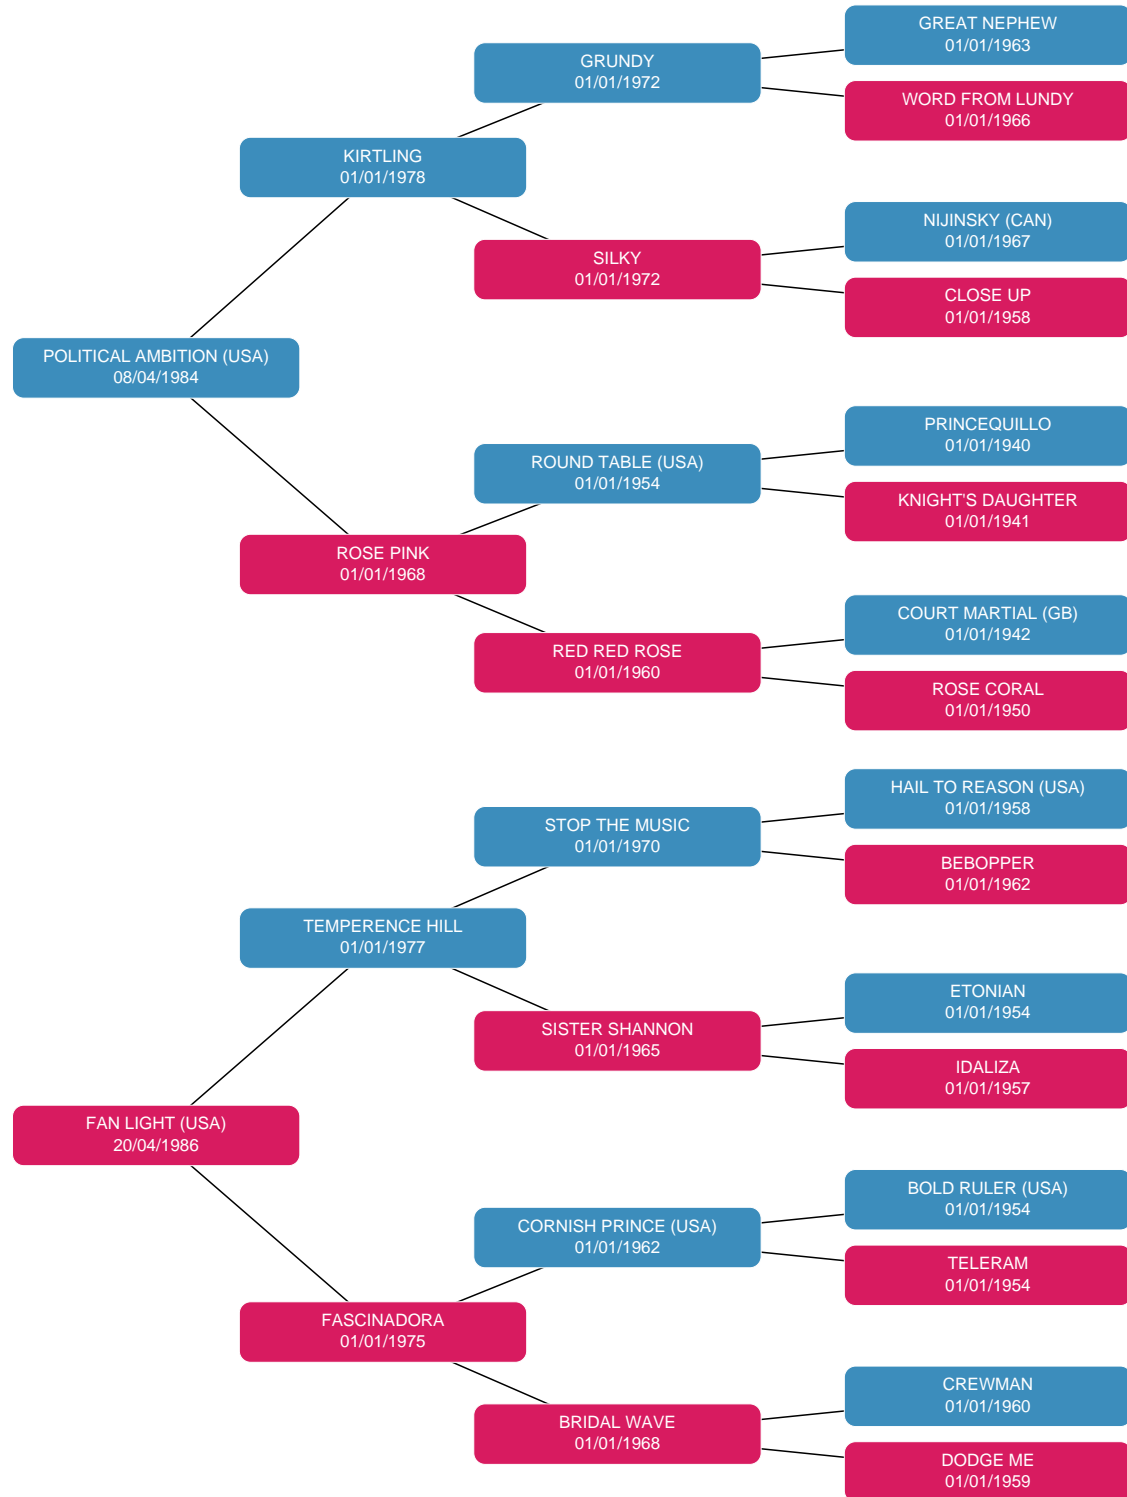 GREAT NEPHEW
01/01/1963
GRUNDY
01/01/1972
WORD FROM LUNDY
01/01/1966
KIRTLING
01/01/1978
NIJINSKY (CAN)
01/01/1967
SILKY
01/01/1972
CLOSE UP
01/01/1958
POLITICAL AMBITION (USA)
08/04/1984
PRINCEQUILLO
01/01/1940
ROUND TABLE (USA)
01/01/1954
KNIGHT'S DAUGHTER
01/01/1941
ROSE PINK
01/01/1968
COURT MARTIAL (GB)
01/01/1942
RED RED ROSE
01/01/1960
ROSE CORAL
01/01/1950
HAIL TO REASON (USA)
01/01/1958
STOP THE MUSIC
01/01/1970
BEBOPPER
01/01/1962
TEMPERENCE HILL
01/01/1977
ETONIAN
01/01/1954
SISTER SHANNON
01/01/1965
IDALIZA
01/01/1957
FAN LIGHT (USA)
20/04/1986
BOLD RULER (USA)
01/01/1954
CORNISH PRINCE (USA)
01/01/1962
TELERAM
01/01/1954
FASCINADORA
01/01/1975
CREWMAN
01/01/1960
BRIDAL WAVE
01/01/1968
DODGE ME
01/01/1959